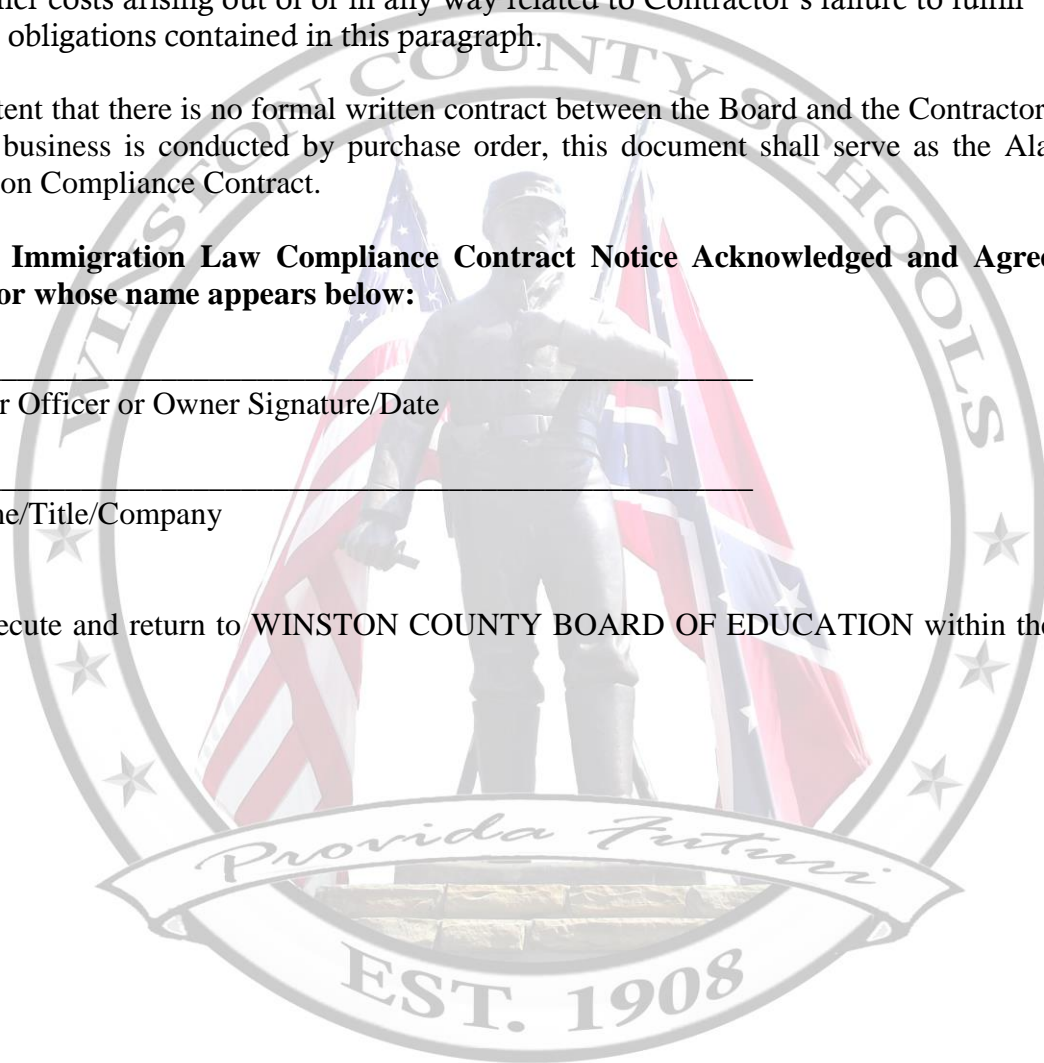 her costs arising out of or in any way related to Contractor's failure to fulfill
obligations contained in this paragraph.
tent that there is no formal written contract between the Board and the Contractor
business is conducted by purchase order, this document shall serve as the Ala
on Compliance Contract.
Immigration Law Compliance Contract Notice Acknowledged and Agree
or whose name appears below:
r Officer or Owner Signature/Date
ne/Title/Company
ecute and return to WINSTON COUNTY BOARD OF EDUCATION within
WINSTON COUNTY SCHOOLS
Provida Futuri
EST. 1908